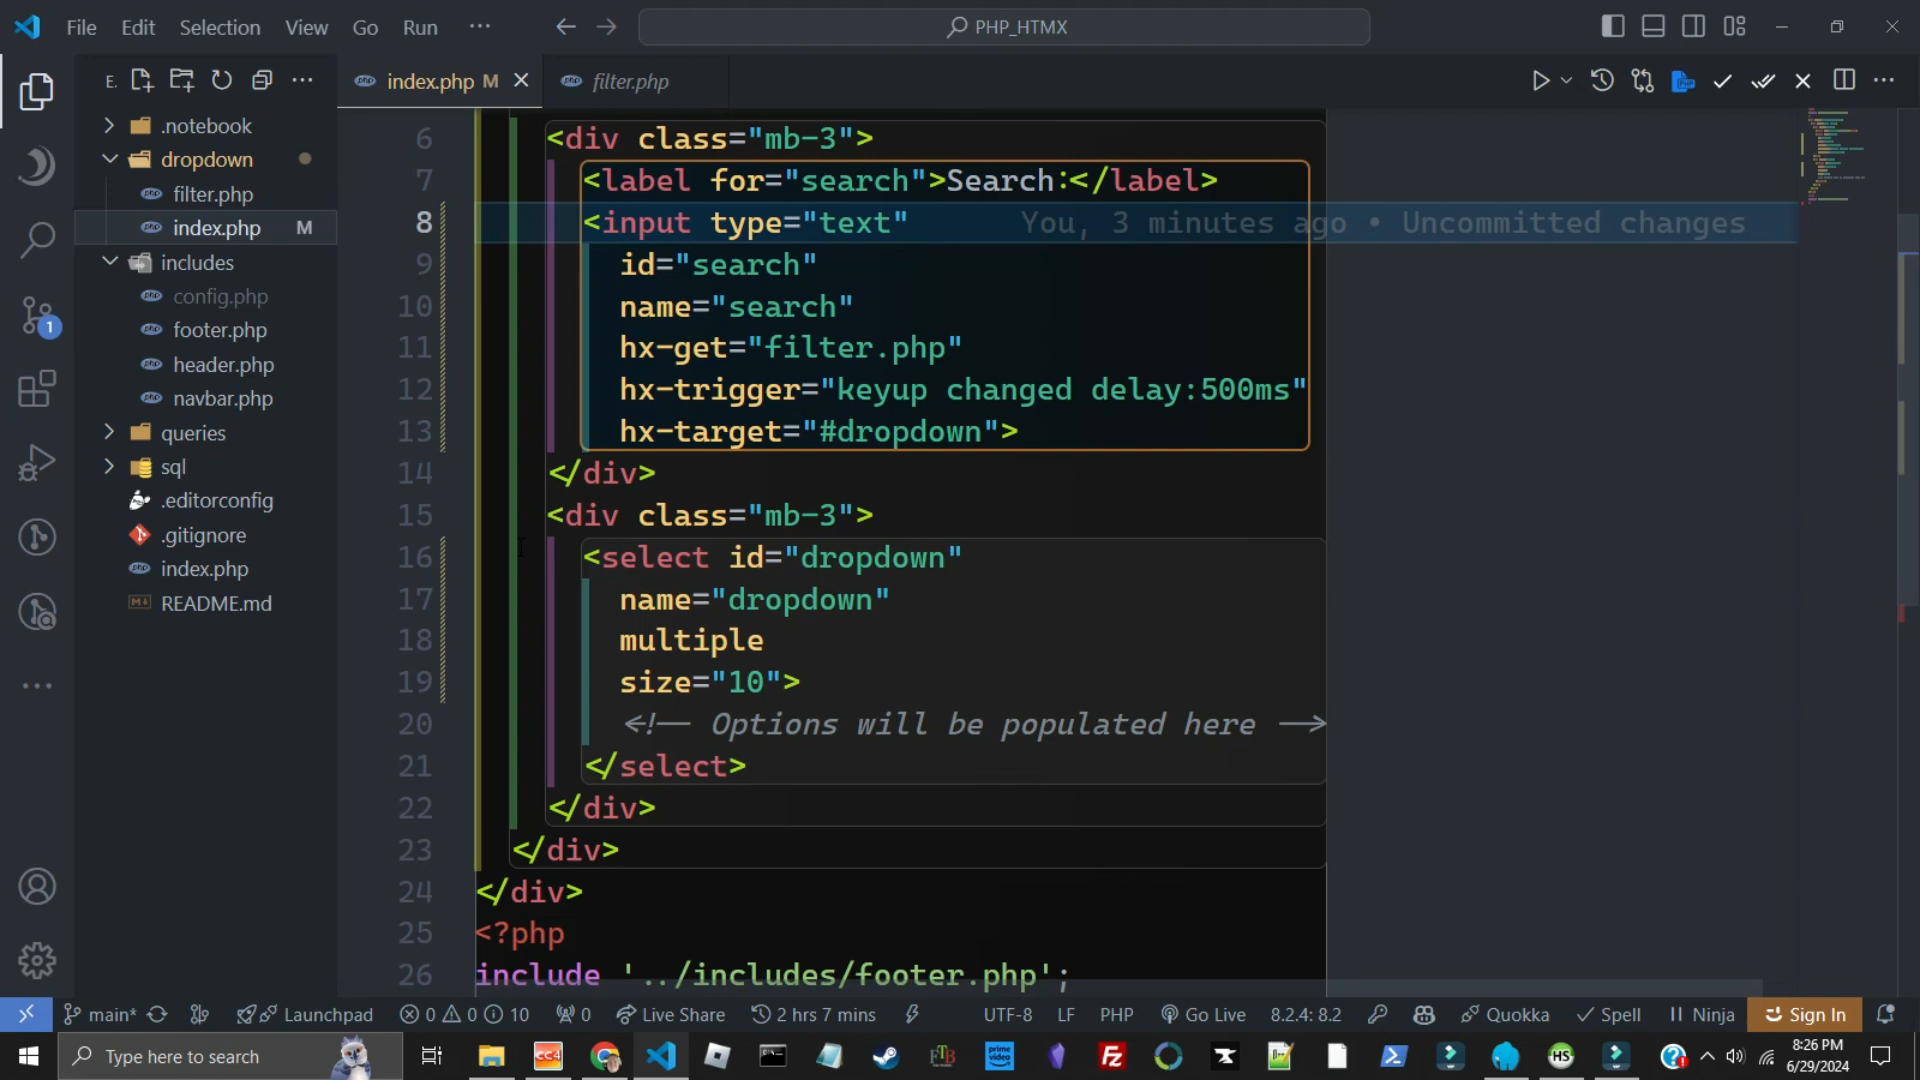 File Edit Selection View Go Run ··· PHP_HTMX
E. index.php M filter.php
.notebook
dropdown
filter.php
index.php M
includes
config.php
footer.php
header.php
navbar.php
queries
sql
.editorconfig
.gitignore
index.php
README.md
1
6 <div class="mb-3">
7 <label for="search">Search:</label>
8 <input type="text" You, 3 minutes ago • Uncommitted changes
9 id="search"
10 name="search"
11 hx-get="filter.php"
12 hx-trigger="keyup changed delay:500ms"
13 hx-target="#dropdown">
14 </div>
15 <div class="mb-3">
16 <select id="dropdown"
17 name="dropdown"
18 multiple
19 size="10">
20 <!-- Options will be populated here -->
21 </select>
22 </div>
23 </div>
24 </div>
25 <?php
26 include '../includes/footer.php';
main* Launchpad 0 0 10 0 Live Share 2 hrs 7 mins UTF-8 LF PHP Go Live 8.2.4: 8.2 Quokka Spell Ninja Sign In
Type here to search
CC4 FTB prime video HS
8:26 PM
6/29/2024